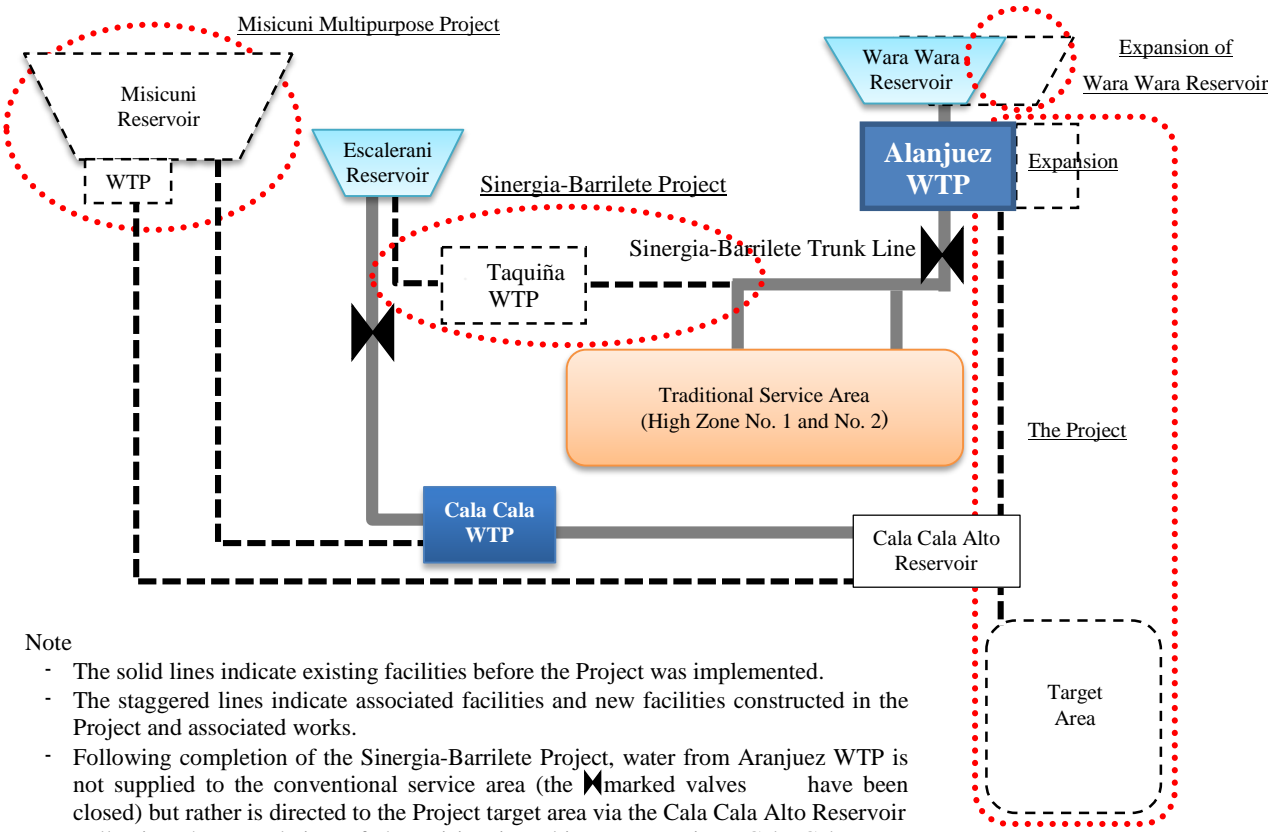 Misicuni Multipurpose Project
Misicuni
Reservoir
WTP
Escalerani
Reservoir
Sinergia-Barrilete Project
Taquiña
WTP
Sinergia-Barrilete Trunk Line
Wara Wara
Reservoir
Expansion of
Wara Wara Reservoir
Alanjuez
WTP
Expansion
Traditional Service Area
(High Zone No. 1 and No. 2)
The Project
Cala Cala
WTP
Cala Cala Alto
Reservoir
Target
Area
Note
- The solid lines indicate existing facilities before the Project was implemented.
- The staggered lines indicate associated facilities and new facilities constructed in the
Project and associated works.
- Following completion of the Sinergia-Barrilete Project, water from Aranjuez WTP is
not supplied to the conventional service area (the marked valves have been
closed) but rather is directed to the Project target area via the Cala Cala Alto Reservoir